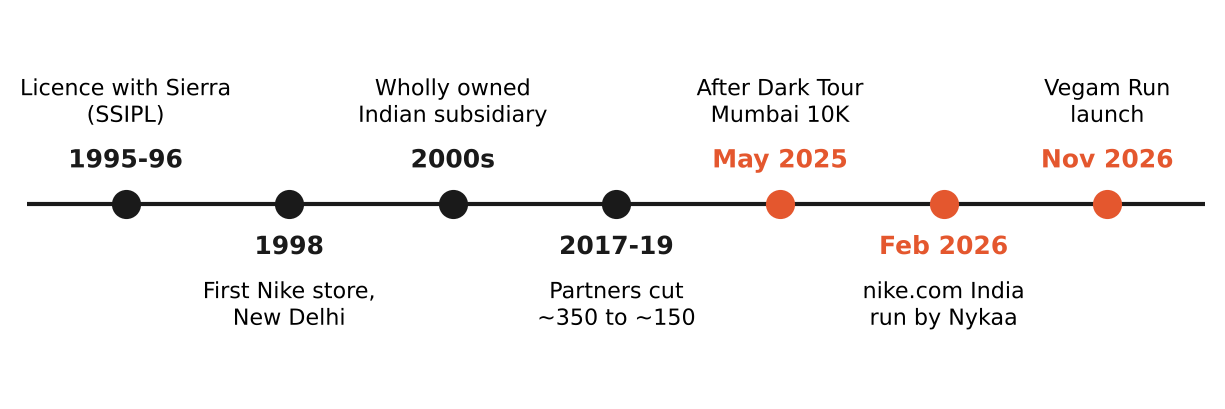 Licence with Sierra
(SSIPL)
1995-96
1998
First Nike store,
New Delhi
Wholly owned
Indian subsidiary
2000s
2017-19
Partners cut
~350 to ~150
After Dark Tour
Mumbai 10K
May 2025
Feb 2026
nike.com India
run by Nykaa
Vegam Run
launch
Nov 2026